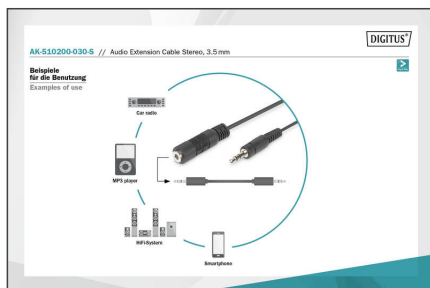 DIGITUS®
AK-510200-030-S // Audio Extension Cable Stereo, 3.5 mm
Beispiele
für die Benutzung
Examples of use
Car radio
MP3 player
HiFi-System
Smartphone